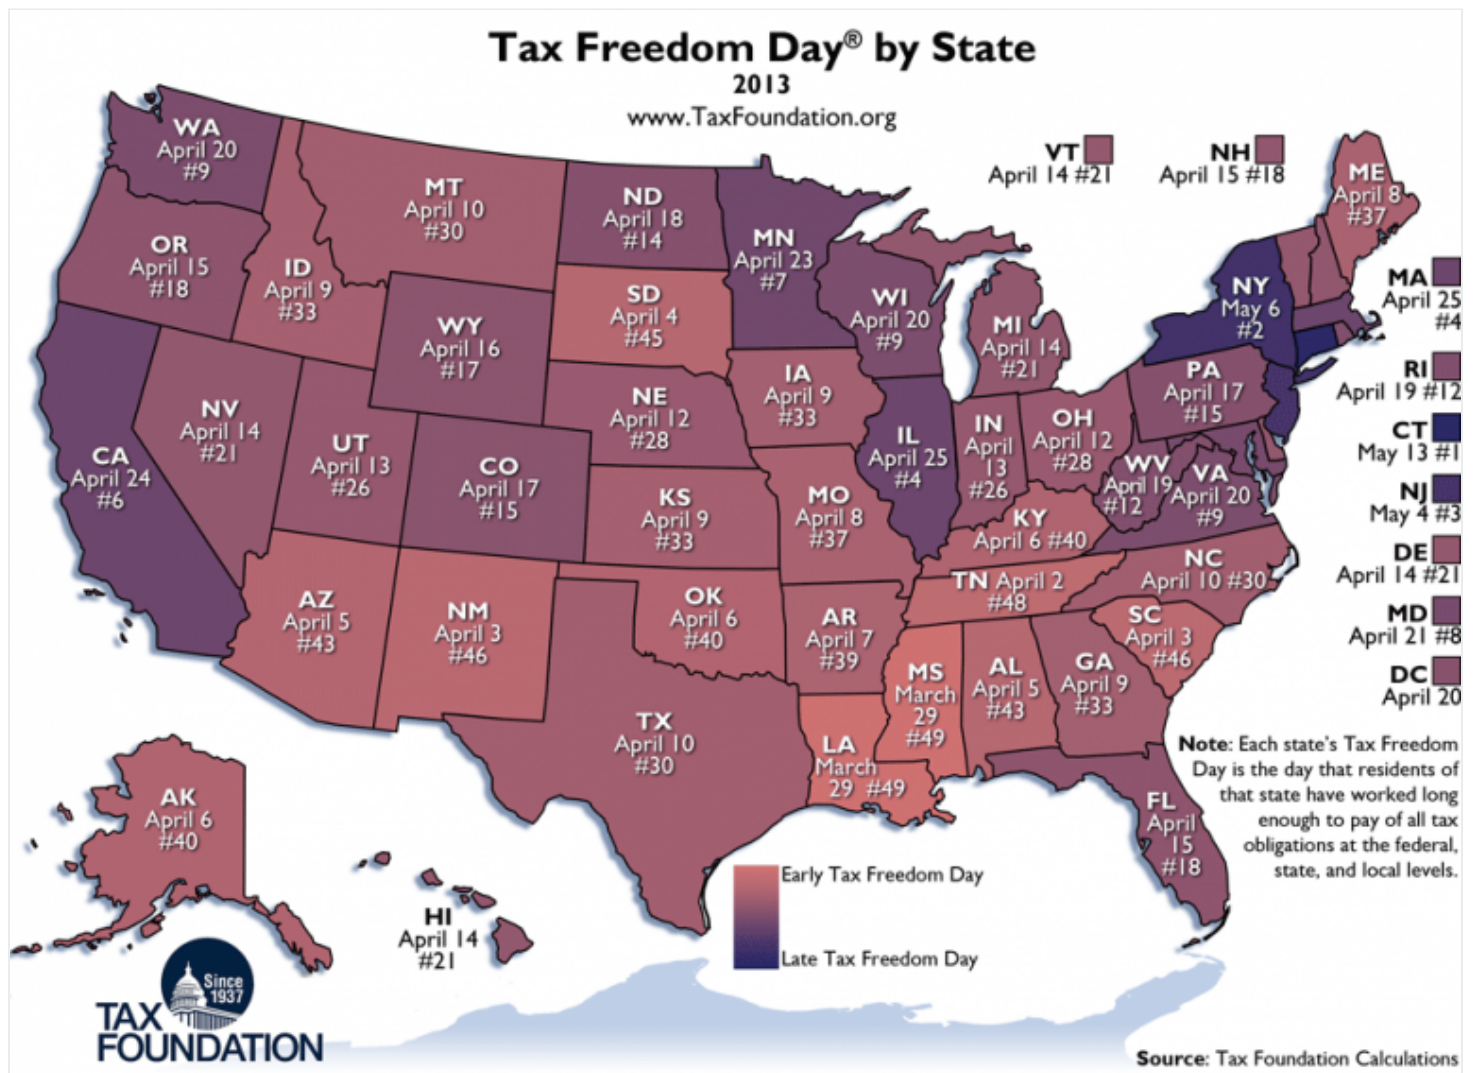 Tax Freedom Day® by State
2013
www.TaxFoundation.org
WA
April 20
#9
OR
April 15
#18
CA
April 24
#6
ID
April 9
#33
NV
April 14
#21
MT
April 10
#30
WY
April 16
#17
UT
April 13
#26
CO
April 17
#15
AZ
April 5
#43
NM
April 3
#46
ND
April 18
#14
SD
April 4
#45
NE
April 12
#28
KS
April 9
#33
OK
April 6
#40
TX
April 10
#30
MN
April 23
#7
IA
April 9
#33
MO
April 8
#37
AR
April 7
#39
LA
March
29 #49
WI
April 20
#9
IL
April 25
#4
MI
April 14
#21
IN
April
13
#26
OH
April 12
#28
KY
April 6 #40
TN April 2
#48
MS
March
29
#49
AL
April 5
#43
GA
April 9
#33
FL
April
15
#18
SC
April 3
#46
NC
April 10 #30
VA
April 20
#9
WV
April 19
#12
PA
April 17
#15
NY
May 6
#2
VT
April 14 #21
NH
April 15 #18
ME
April 8
#37
MA
April 25
#4
RI
April 19 #12
CT
May 13 #1
NJ
May 4 #3
DE
April 14 #21
MD
April 21 #8
DC
April 20
AK
April 6
#40
HI
April 14
#21
Note: Each state's Tax Freedom
Day is the day that residents of
that state have worked long
enough to pay of all tax
obligations at the federal,
state, and local levels.
Early Tax Freedom Day
Late Tax Freedom Day
Since
1937
TAX
FOUNDATION
Source: Tax Foundation Calculations